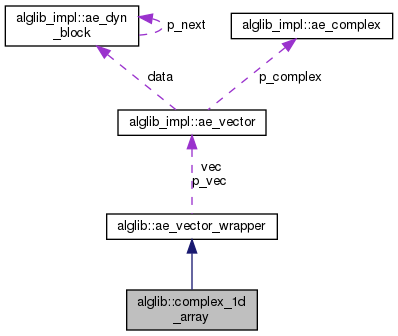 alglib_impl::ae_dyn
_block
p_next
alglib_impl::ae_complex
data
p_complex
alglib_impl::ae_vector
vec
p_vec
alglib::ae_vector_wrapper
alglib::complex_1d
_array